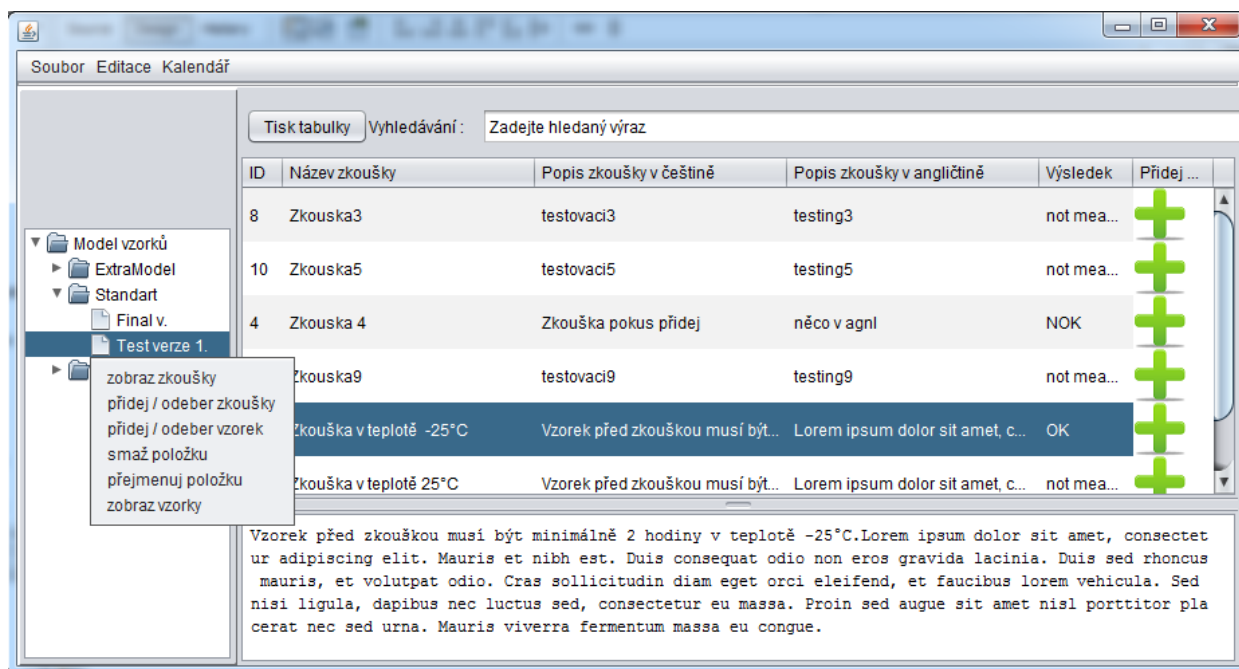 Soubor Editace Kalendář
Tisk tabulky Vyhledávání : Zadejte hledaný výraz
ID Název zkoušky Popis zkoušky v češtině Popis zkoušky v angličtině Výsledek Přidej ...
8 Zkouska3 testovaci3 testing3 not mea...
10 Zkouska5 testovaci5 testing5 not mea...
4 Zkouska 4 Zkouška pokus přidej něco v agnl NOK
Zkouska9 testovaci9 testing9 not mea...
Zkouška v teplotě -25°C Vzorek před zkouškou musí být... Lorem ipsum dolor sit amet, c... OK
Zkouška v teplotě 25°C Vzorek před zkouškou musí být... Lorem ipsum dolor sit amet, c... not mea...
Model vzorků
ExtraModel
Standart
Final v.
Test verze 1.
zobraz zkoušky
přidej / odeber zkoušky
přidej / odeber vzorek
smaž položku
přejmenuj položku
zobraz vzorky
Vzorek před zkouškou musí být minimálně 2 hodiny v teplotě -25°C.Lorem ipsum dolor sit amet, consectet
ur adipiscing elit. Mauris et nibh est. Duis consequat odio non eros gravida lacinia. Duis sed rhoncus
mauris, et volutpat odio. Cras sollicitudin diam eget orci eleifend, et faucibus lorem vehicula. Sed
nisi ligula, dapibus nec luctus sed, consectetur eu massa. Proin sed augue sit amet nisl porttitor pla
cerat nec sed urna. Mauris viverra fermentum massa eu congue.